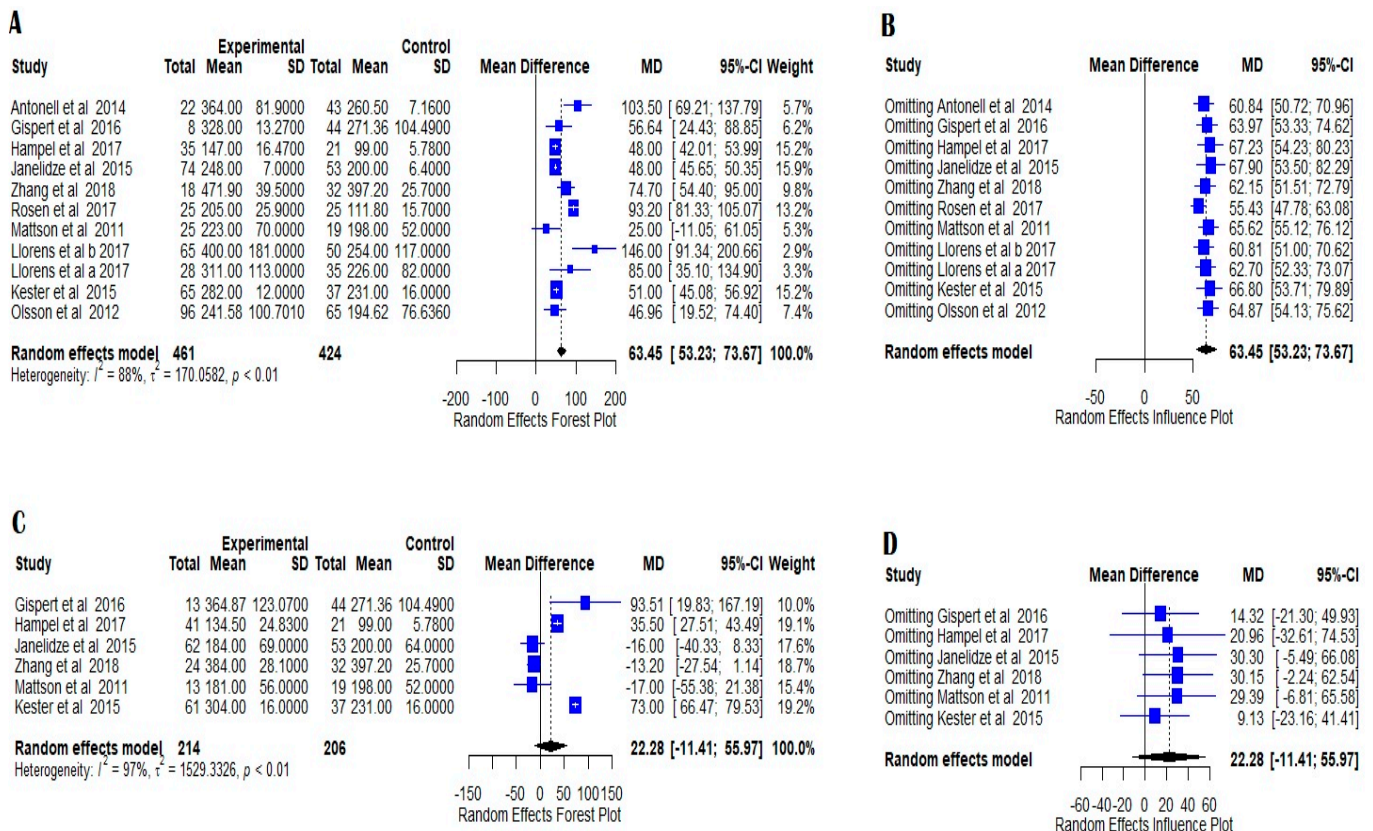 A
Experimental Control
Study Total Mean SD Total Mean SD Mean Difference MD 95%-CI Weight
Antonell et al 2014 22 364.00 81.9000 43 260.50 7.1600 103.50 [ 69.21; 137.79] 5.7%
Gispert et al 2016 8 328.00 13.2700 44 271.36 104.4900 56.64 [ 24.43; 88.85] 6.2%
Hampel et al 2017 35 147.00 16.4700 21 99.00 5.7800 48.00 [ 42.01; 53.99] 15.2%
Janelidze et al 2015 74 248.00 7.0000 53 200.00 6.4000 48.00 [ 45.65; 50.35] 15.9%
Zhang et al 2018 18 471.90 39.5000 32 397.20 25.7000 74.70 [ 54.40; 95.00] 9.8%
Rosen et al 2017 25 205.00 25.9000 25 111.80 15.7000 93.20 [ 81.33; 105.07] 13.2%
Mattson et al 2011 25 223.00 70.0000 19 198.00 52.0000 25.00 [-11.05; 61.05] 5.3%
Llorens et al b 2017 65 400.00 181.0000 50 254.00 117.0000 146.00 [ 91.34; 200.66] 2.9%
Llorens et al a 2017 28 311.00 113.0000 35 226.00 82.0000 85.00 [ 35.10; 134.90] 3.3%
Kester et al 2015 65 282.00 12.0000 37 231.00 16.0000 51.00 [ 45.08; 56.92] 15.2%
Olsson et al 2012 96 241.58 100.7010 65 194.62 76.6360 46.96 [ 19.52; 74.40] 7.4%
Random effects model 461 424 63.45 [ 53.23; 73.67] 100.0%
Heterogeneity: I² = 88%, τ² = 170.0582, p < 0.01
-200 -100 0 100 200
Random Effects Forest Plot
B
Study Mean Difference MD 95%-CI
Omitting Antonell et al 2014 60.84 [50.72; 70.96]
Omitting Gispert et al 2016 63.97 [53.33; 74.62]
Omitting Hampel et al 2017 67.23 [54.23; 80.23]
Omitting Janelidze et al 2015 67.90 [53.50; 82.29]
Omitting Zhang et al 2018 62.15 [51.51; 72.79]
Omitting Rosen et al 2017 55.43 [47.78; 63.08]
Omitting Mattson et al 2011 65.62 [55.12; 76.12]
Omitting Llorens et al b 2017 60.81 [51.00; 70.62]
Omitting Llorens et al a 2017 62.70 [52.33; 73.07]
Omitting Kester et al 2015 66.80 [53.71; 79.89]
Omitting Olsson et al 2012 64.87 [54.13; 75.62]
Random effects model 63.45 [53.23; 73.67]
-50 0 50
Random Effects Influence Plot
C
Experimental Control
Study Total Mean SD Total Mean SD Mean Difference MD 95%-CI Weight
Gispert et al 2016 13 364.87 123.0700 44 271.36 104.4900 93.51 [ 19.83; 167.19] 10.0%
Hampel et al 2017 41 134.50 24.8300 21 99.00 5.7800 35.50 [ 27.51; 43.49] 19.1%
Janelidze et al 2015 62 184.00 69.0000 53 200.00 64.0000 -16.00 [ -40.33; 8.33] 17.6%
Zhang et al 2018 24 384.00 28.1000 32 397.20 25.7000 -13.20 [ -27.54; 1.14] 18.7%
Mattson et al 2011 13 181.00 56.0000 19 198.00 52.0000 -17.00 [ -55.38; 21.38] 15.4%
Kester et al 2015 61 304.00 16.0000 37 231.00 16.0000 73.00 [ 66.47; 79.53] 19.2%
Random effects model 214 206 22.28 [-11.41; 55.97] 100.0%
Heterogeneity: I² = 97%, τ² = 1529.3326, p < 0.01
-150 -50 0 50 100 150
Random Effects Forest Plot
D
Study Mean Difference MD 95%-CI
Omitting Gispert et al 2016 14.32 [-21.30; 49.93]
Omitting Hampel et al 2017 20.96 [-32.61; 74.53]
Omitting Janelidze et al 2015 30.30 [ -5.49; 66.08]
Omitting Zhang et al 2018 30.15 [ -2.24; 62.54]
Omitting Mattson et al 2011 29.39 [ -6.81; 65.58]
Omitting Kester et al 2015 9.13 [-23.16; 41.41]
Random effects model 22.28 [-11.41; 55.97]
-60 -40 -20 0 20 40 60
Random Effects Influence Plot